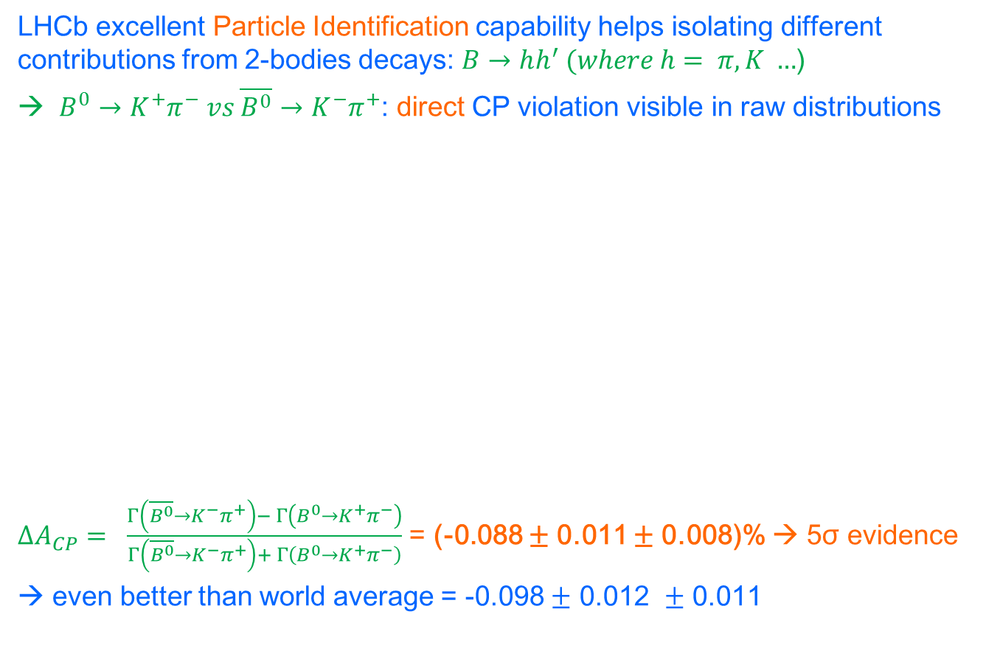 LHCb excellent Particle Identification capability helps isolating different
contributions from 2-bodies decays: B → hh′ (where h = π, K …)
→ B⁰ → K⁺π⁻ vs B̅⁰ → K⁻π⁺: direct CP violation visible in raw distributions
ΔA_CP = (Γ(B̅⁰→K⁻π⁺)− Γ(B⁰→K⁺π⁻)) / (Γ(B̅⁰→K⁻π⁺)+ Γ(B⁰→K⁺π⁻)) = (-0.088 ± 0.011 ± 0.008)% → 5σ evidence
→ even better than world average = -0.098 ± 0.012 ± 0.011